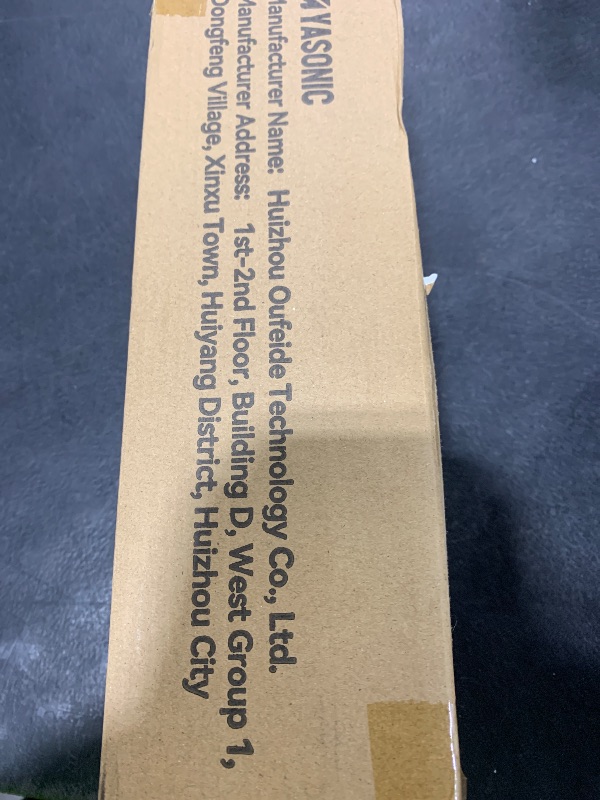 YASONIC
Manufacturer Name: Huizhou Oufeide Technology Co., Ltd.
Manufacturer Address: 1st-2nd Floor, Building D, West Group 1,
Dongfeng Village, Xinxu Town, Huiyang District, Huizhou City